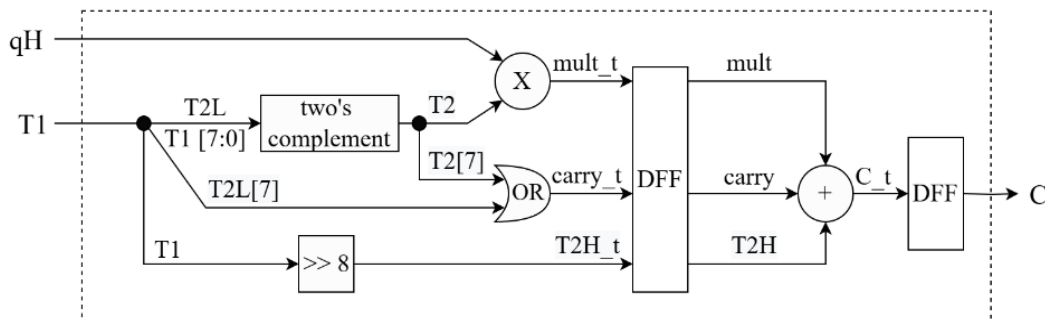 qH
mult_t
mult
X
T2L
two's
complement
T2
T1
T1 [7:0]
T2[7]
T2L[7]
OR
carry_t
DFF
carry
+
C_t
DFF
C
T1
>> 8
T2H_t
T2H